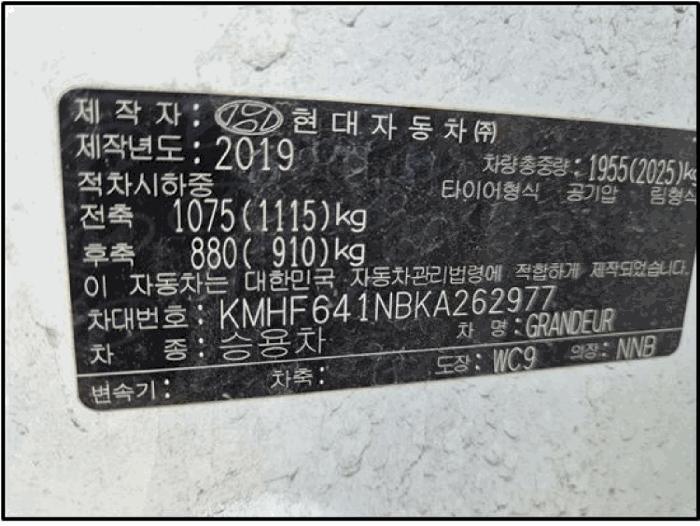 제 작 자 : 현대자동차(주)
제작년도 : 2019 차량총중량 : 1955(2025)kg
적차시하중 타이어형식 공기압 림형식
전축 1075(1115)kg
후축 880( 910)kg
이 자동차는 대한민국 자동차관리법령에 적합하게 제작되었습니다.
차대번호 : KMHF641NBKA262977
차 종 : 승용차 차 명 : GRANDEUR
변속기 : 차축 : 도장 : WC9 의장 : NNB